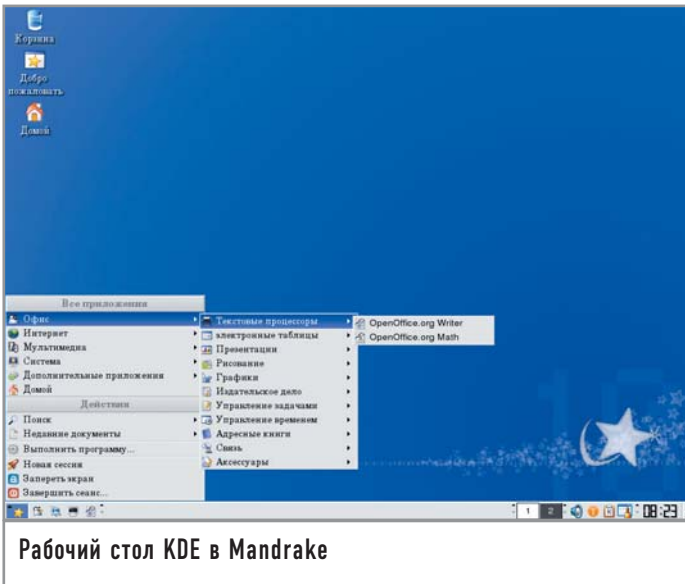 Корзина
Добро
пожаловать
Домой
Все приложения
Офис
Интернет
Мультимедиа
Система
Дополнительные приложения
Домой
Действия
Поиск
Недавние документы
Выполнить программу...
Новая сессия
Запереть экран
Завершить сеанс...
Текстовые процессоры
электронные таблицы
Презентации
Рисование
Графики
Издательское дело
Управление задачами
Управление временем
Адресные книги
Связь
Аксессуары
OpenOffice.org Writer
OpenOffice.org Math
10
1 2 08:23
Рабочий стол KDE в Mandrake